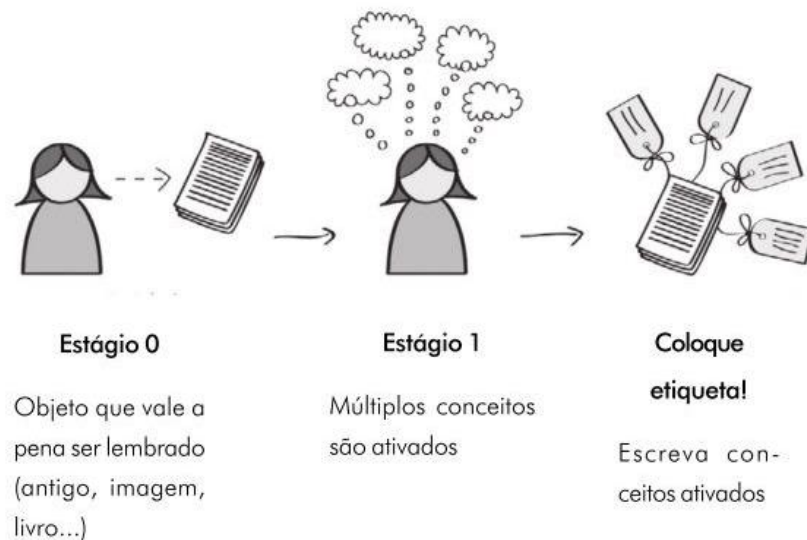 Estágio 0
Objeto que vale a
pena ser lembrado
(antigo, imagem,
livro...)
Estágio 1
Múltiplos conceitos
são ativados
Coloque
etiqueta!
Escreva con-
ceitos ativados